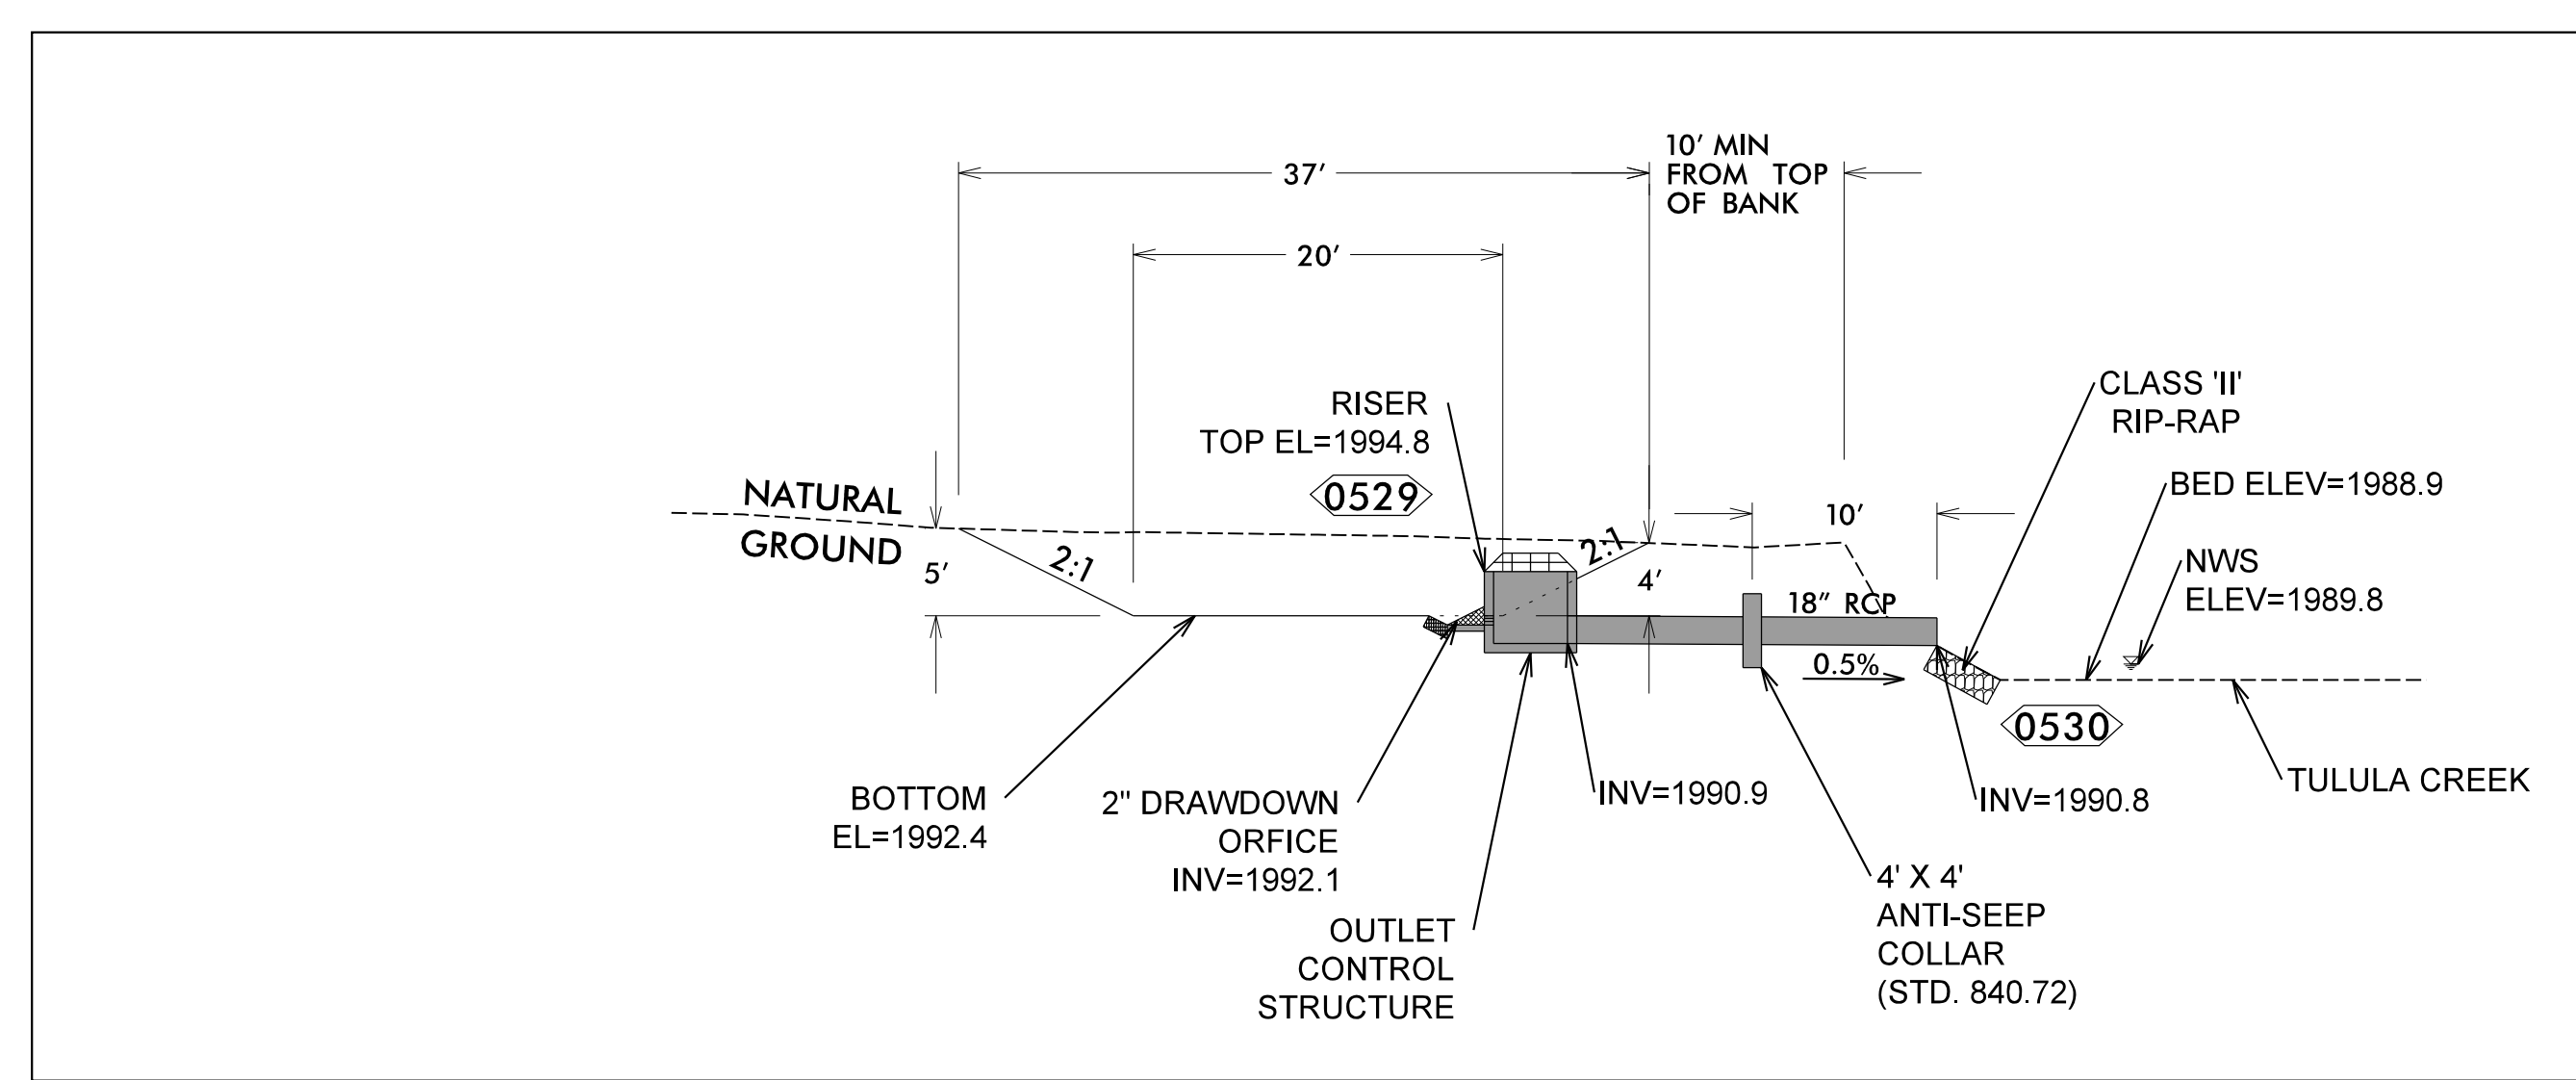 10' MIN
FROM TOP
OF BANK
37'
20'
RISER
TOP EL=1994.8
0529
CLASS 'II'
RIP-RAP
BED ELEV=1988.9
NATURAL
GROUND
10'
2:1
2:1
5'
4'
NWS
ELEV=1989.8
18" RCP
0.5%
0530
BOTTOM
EL=1992.4
2" DRAWDOWN
ORFICE
INV=1992.1
INV=1990.9
INV=1990.8
TULULA CREEK
OUTLET
CONTROL
STRUCTURE
4' X 4'
ANTI-SEEP
COLLAR
(STD. 840.72)